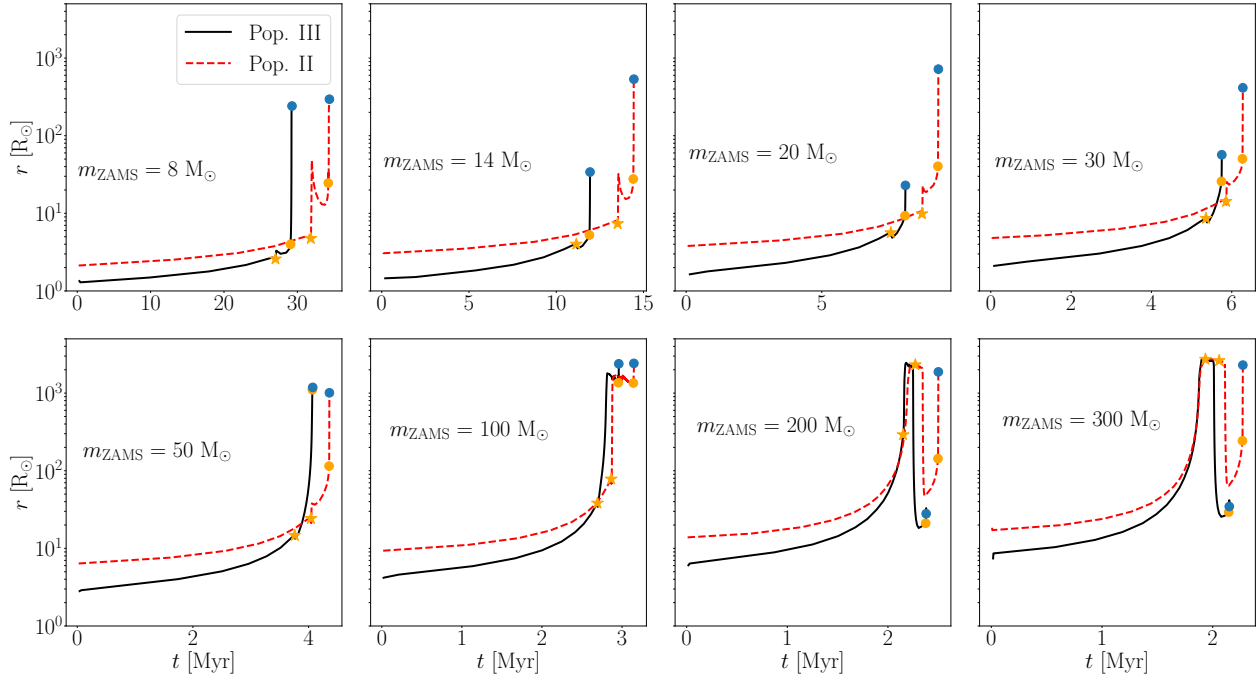 Pop. III
Pop. II
r [R⊙]
10³
10²
10¹
10⁰
m_ZAMS = 8 M⊙
0 10 20 30
m_ZAMS = 14 M⊙
0 5 10 15
m_ZAMS = 20 M⊙
5
m_ZAMS = 30 M⊙
0 2 4 6
r [R⊙]
10³
10²
10¹
10⁰
m_ZAMS = 50 M⊙
0 2 4
t [Myr]
m_ZAMS = 100 M⊙
0 1 2 3
t [Myr]
m_ZAMS = 200 M⊙
1 2
t [Myr]
m_ZAMS = 300 M⊙
0 1 2
t [Myr]